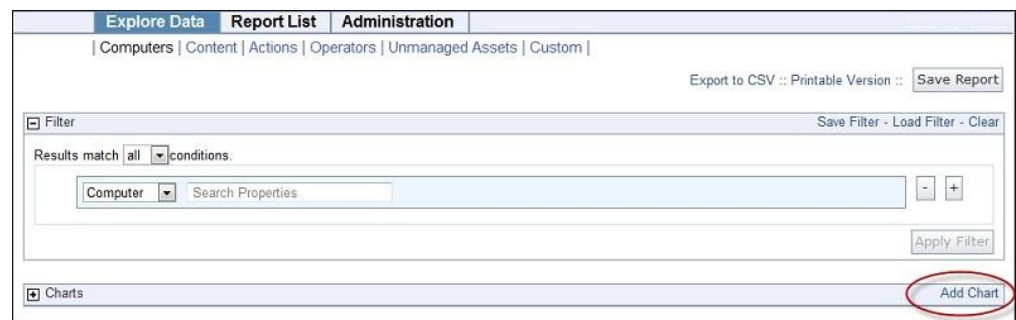 Explore Data Report List Administration
| Computers | Content | Actions | Operators | Unmanaged Assets | Custom |
Export to CSV :: Printable Version :: Save Report
Filter Save Filter - Load Filter - Clear
Results match all conditions.
Computer Search Properties - +
Apply Filter
Charts Add Chart